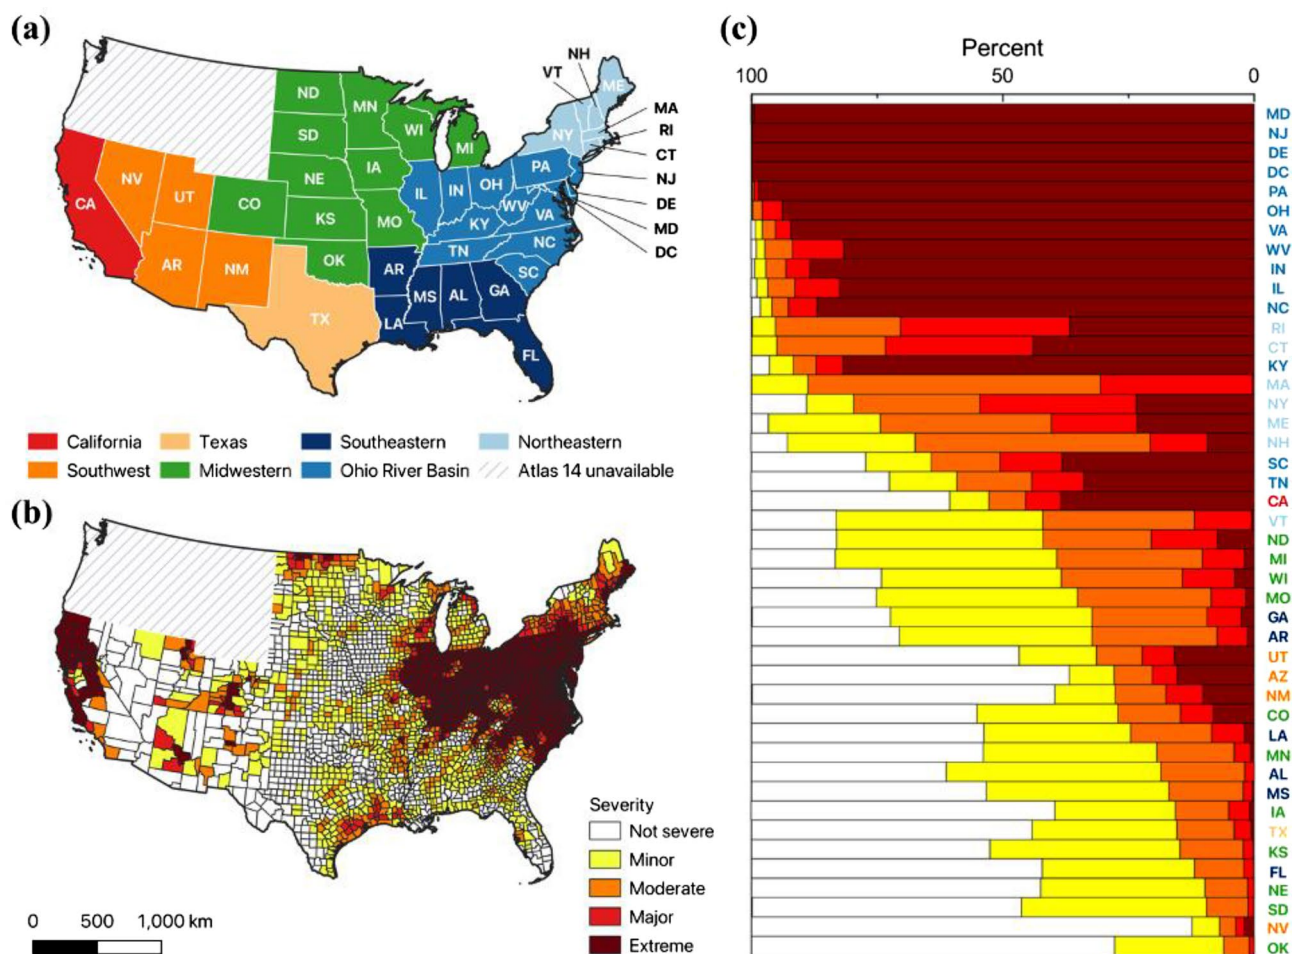 (a)
NH
VT
ME
MA
RI
CT
NJ
DE
MD
DC
ND
MN
SD
WI
MI
NY
NE
IA
PA
NV
UT
CO
IL
IN
OH
CA
KS
MO
WV
VA
KY
AR
NM
OK
TN
NC
AR
SC
TX
MS
AL
GA
LA
FL
California
Texas
Southeastern
Northeastern
Southwest
Midwestern
Ohio River Basin
Atlas 14 unavailable
(b)
Severity
Not severe
Minor
Moderate
Major
Extreme
0 500 1,000 km
(c)
Percent
100 50 0
MD
NJ
DE
DC
PA
OH
VA
WV
IN
IL
NC
RI
CT
KY
MA
NY
ME
NH
SC
TN
CA
VT
ND
MI
WI
MO
GA
AR
UT
AZ
NM
CO
LA
MN
AL
MS
IA
TX
KS
FL
NE
SD
NV
OK